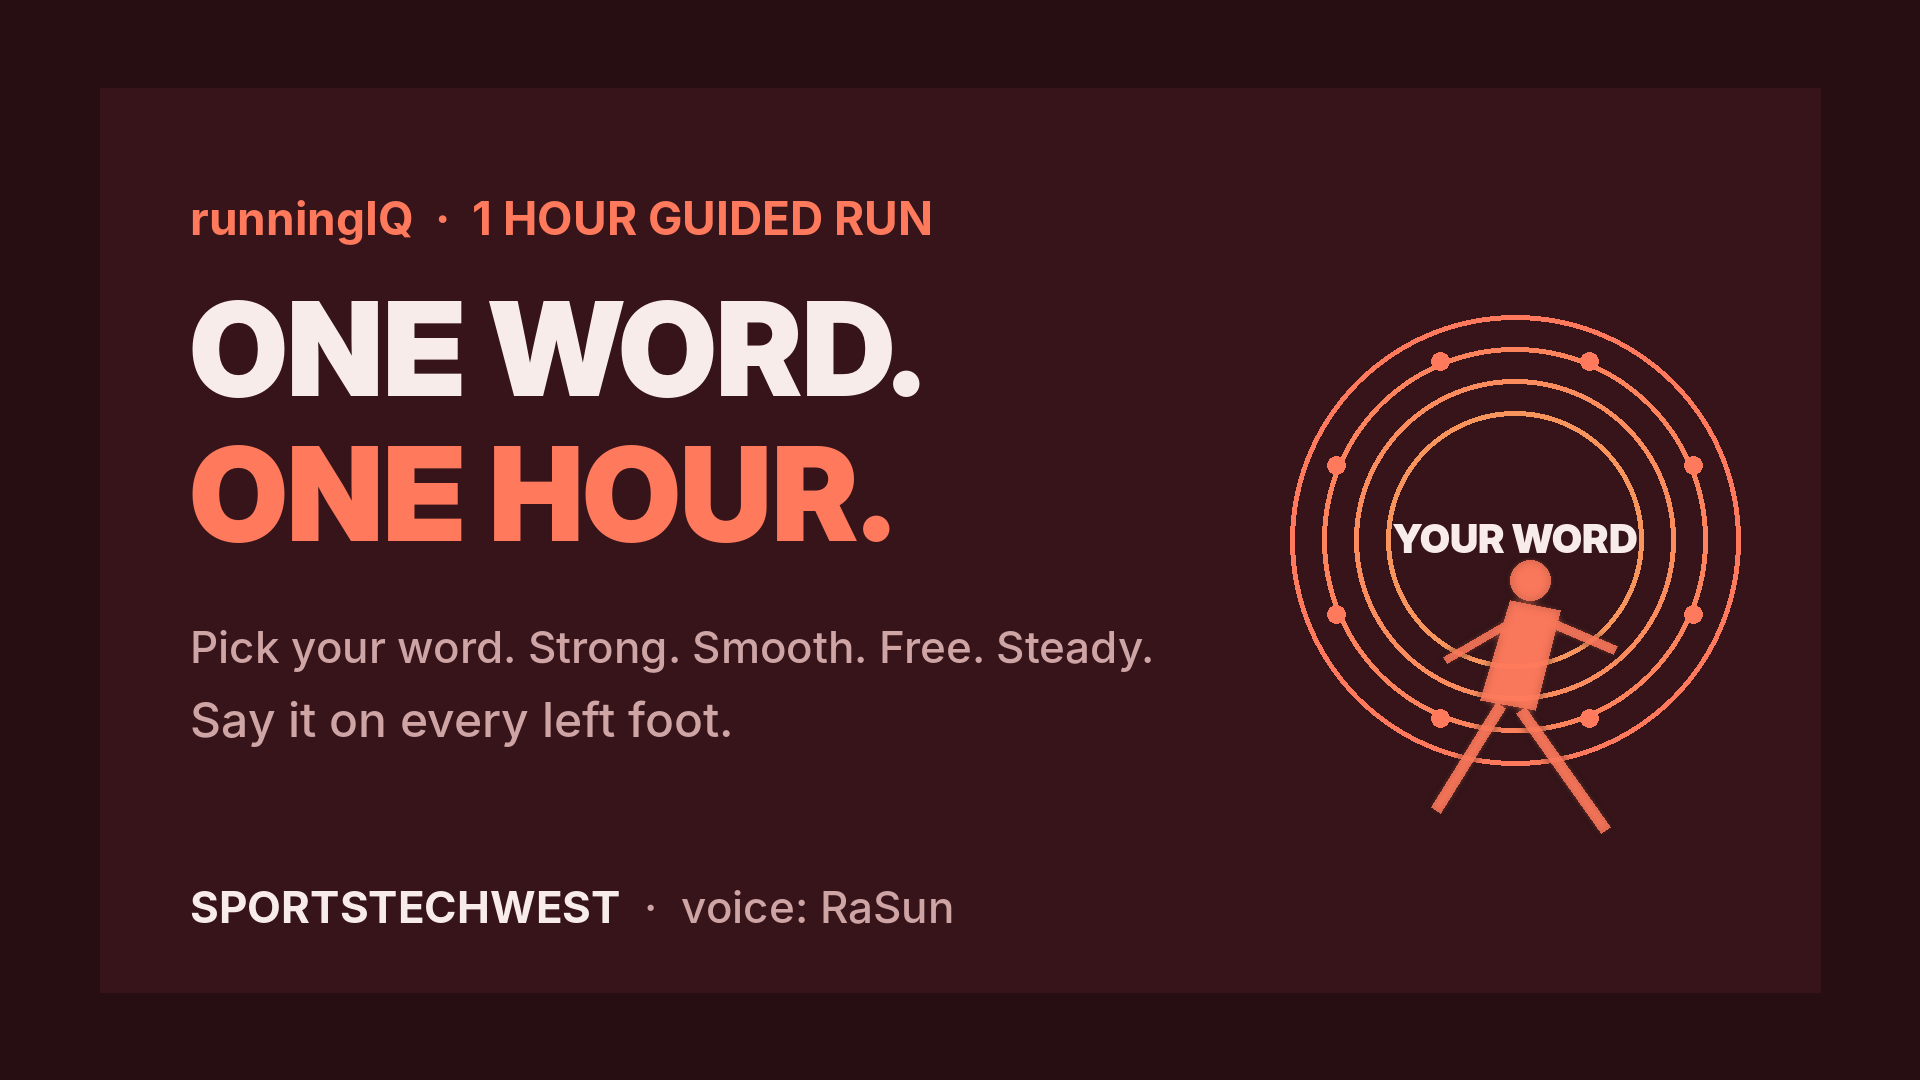 runningIQ · 1 HOUR GUIDED RUN
ONE WORD.
ONE HOUR.
Pick your word. Strong. Smooth. Free. Steady.
Say it on every left foot.
YOUR WORD
SPORTSTECHWEST · voice: RaSun